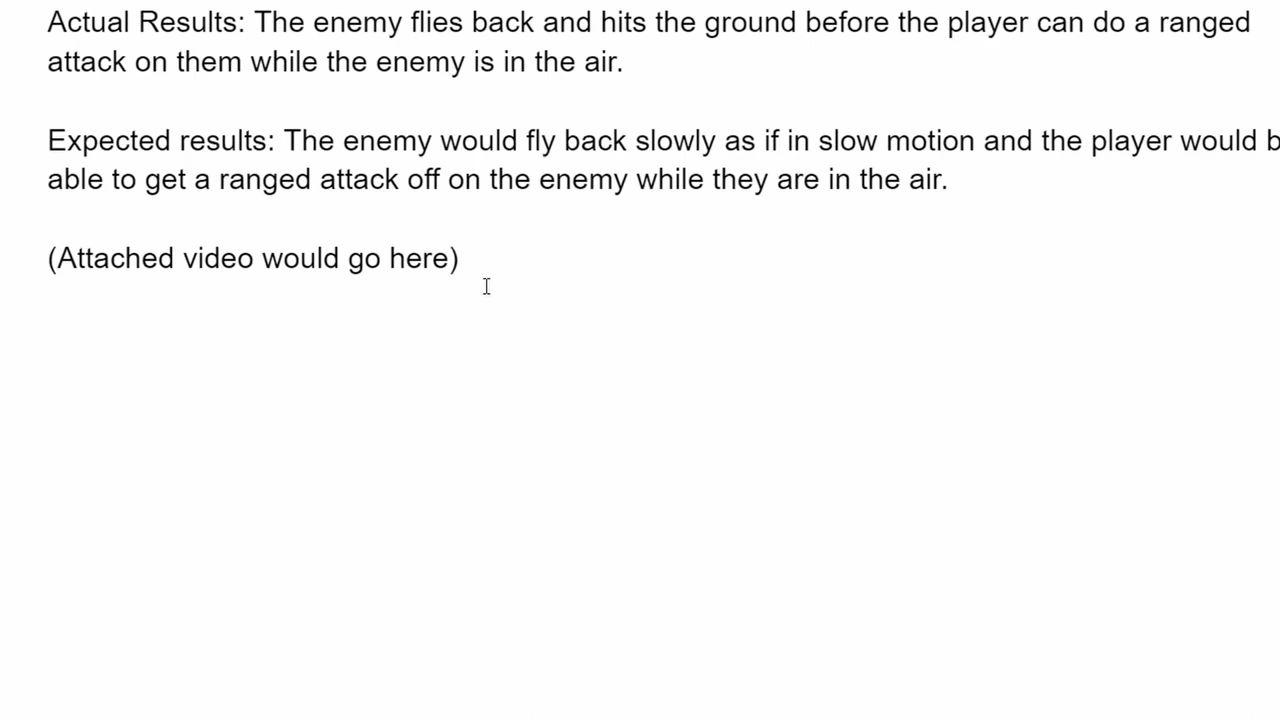 Actual Results: The enemy flies back and hits the ground before the player can do a ranged
attack on them while the enemy is in the air.
Expected results: The enemy would fly back slowly as if in slow motion and the player would b
able to get a ranged attack off on the enemy while they are in the air.
(Attached video would go here)